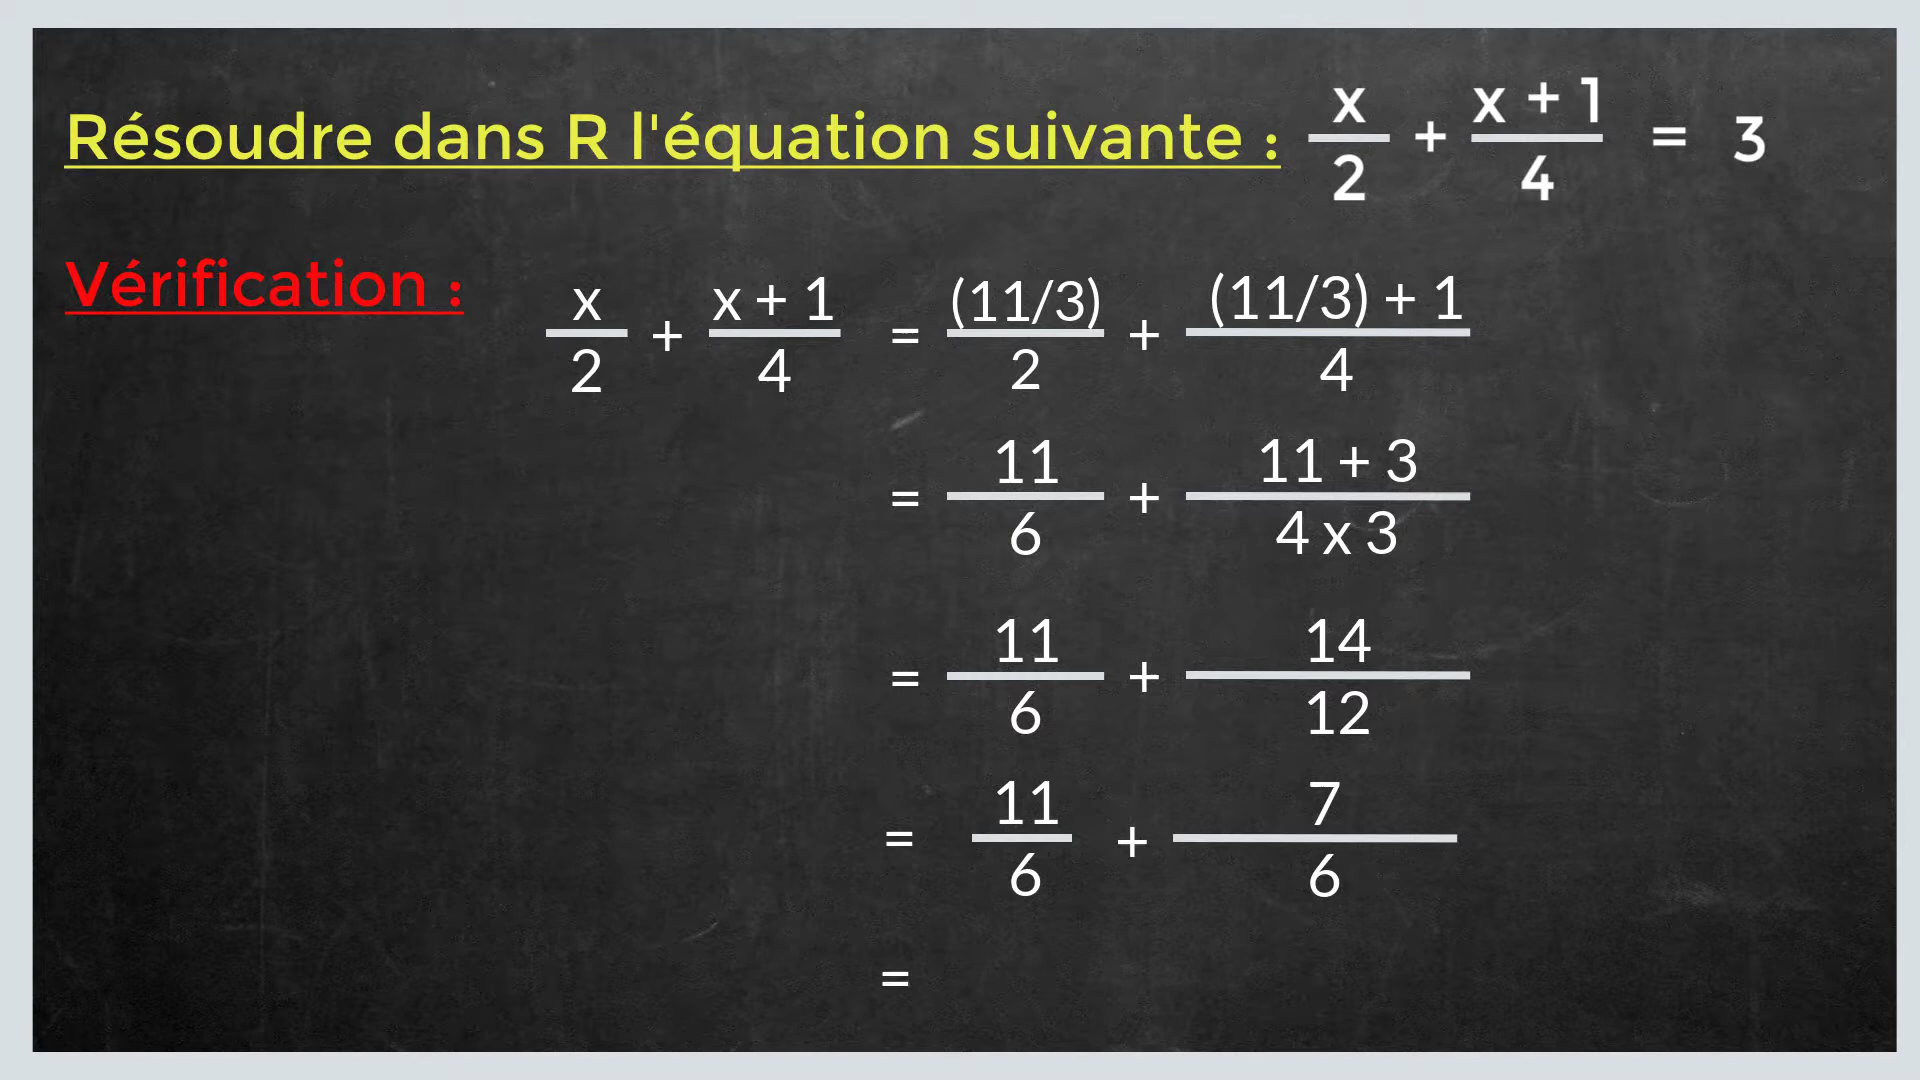 Résoudre dans R l'équation suivante : x/2 + x + 1/4 = 3
Vérification : x/2 + x + 1/4 = (11/3)/2 + (11/3) + 1/4
= 11/6 + 11 + 3/4 x 3
= 11/6 + 14/12
= 11/6 + 7/6
=